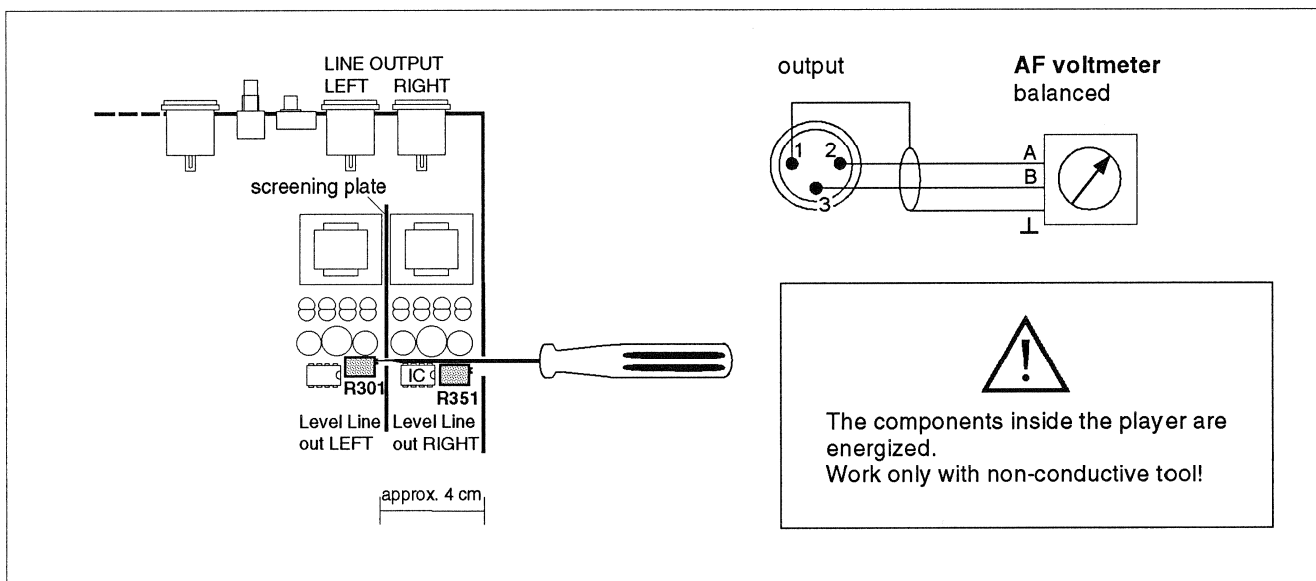 LINE OUTPUT
LEFT RIGHT
screening plate
IC
R301
R351
Level Line
out LEFT
Level Line
out RIGHT
approx. 4 cm
output
AF voltmeter
balanced
1 2
3
A
B
⊥
!
The components inside the player are
energized.
Work only with non-conductive tool!